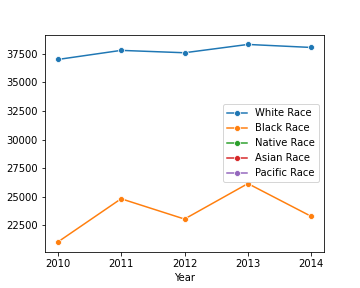 37500
35000
32500
30000
27500
25000
22500
White Race
Black Race
Native Race
Asian Race
Pacific Race
2010 2011 2012 2013 2014
Year